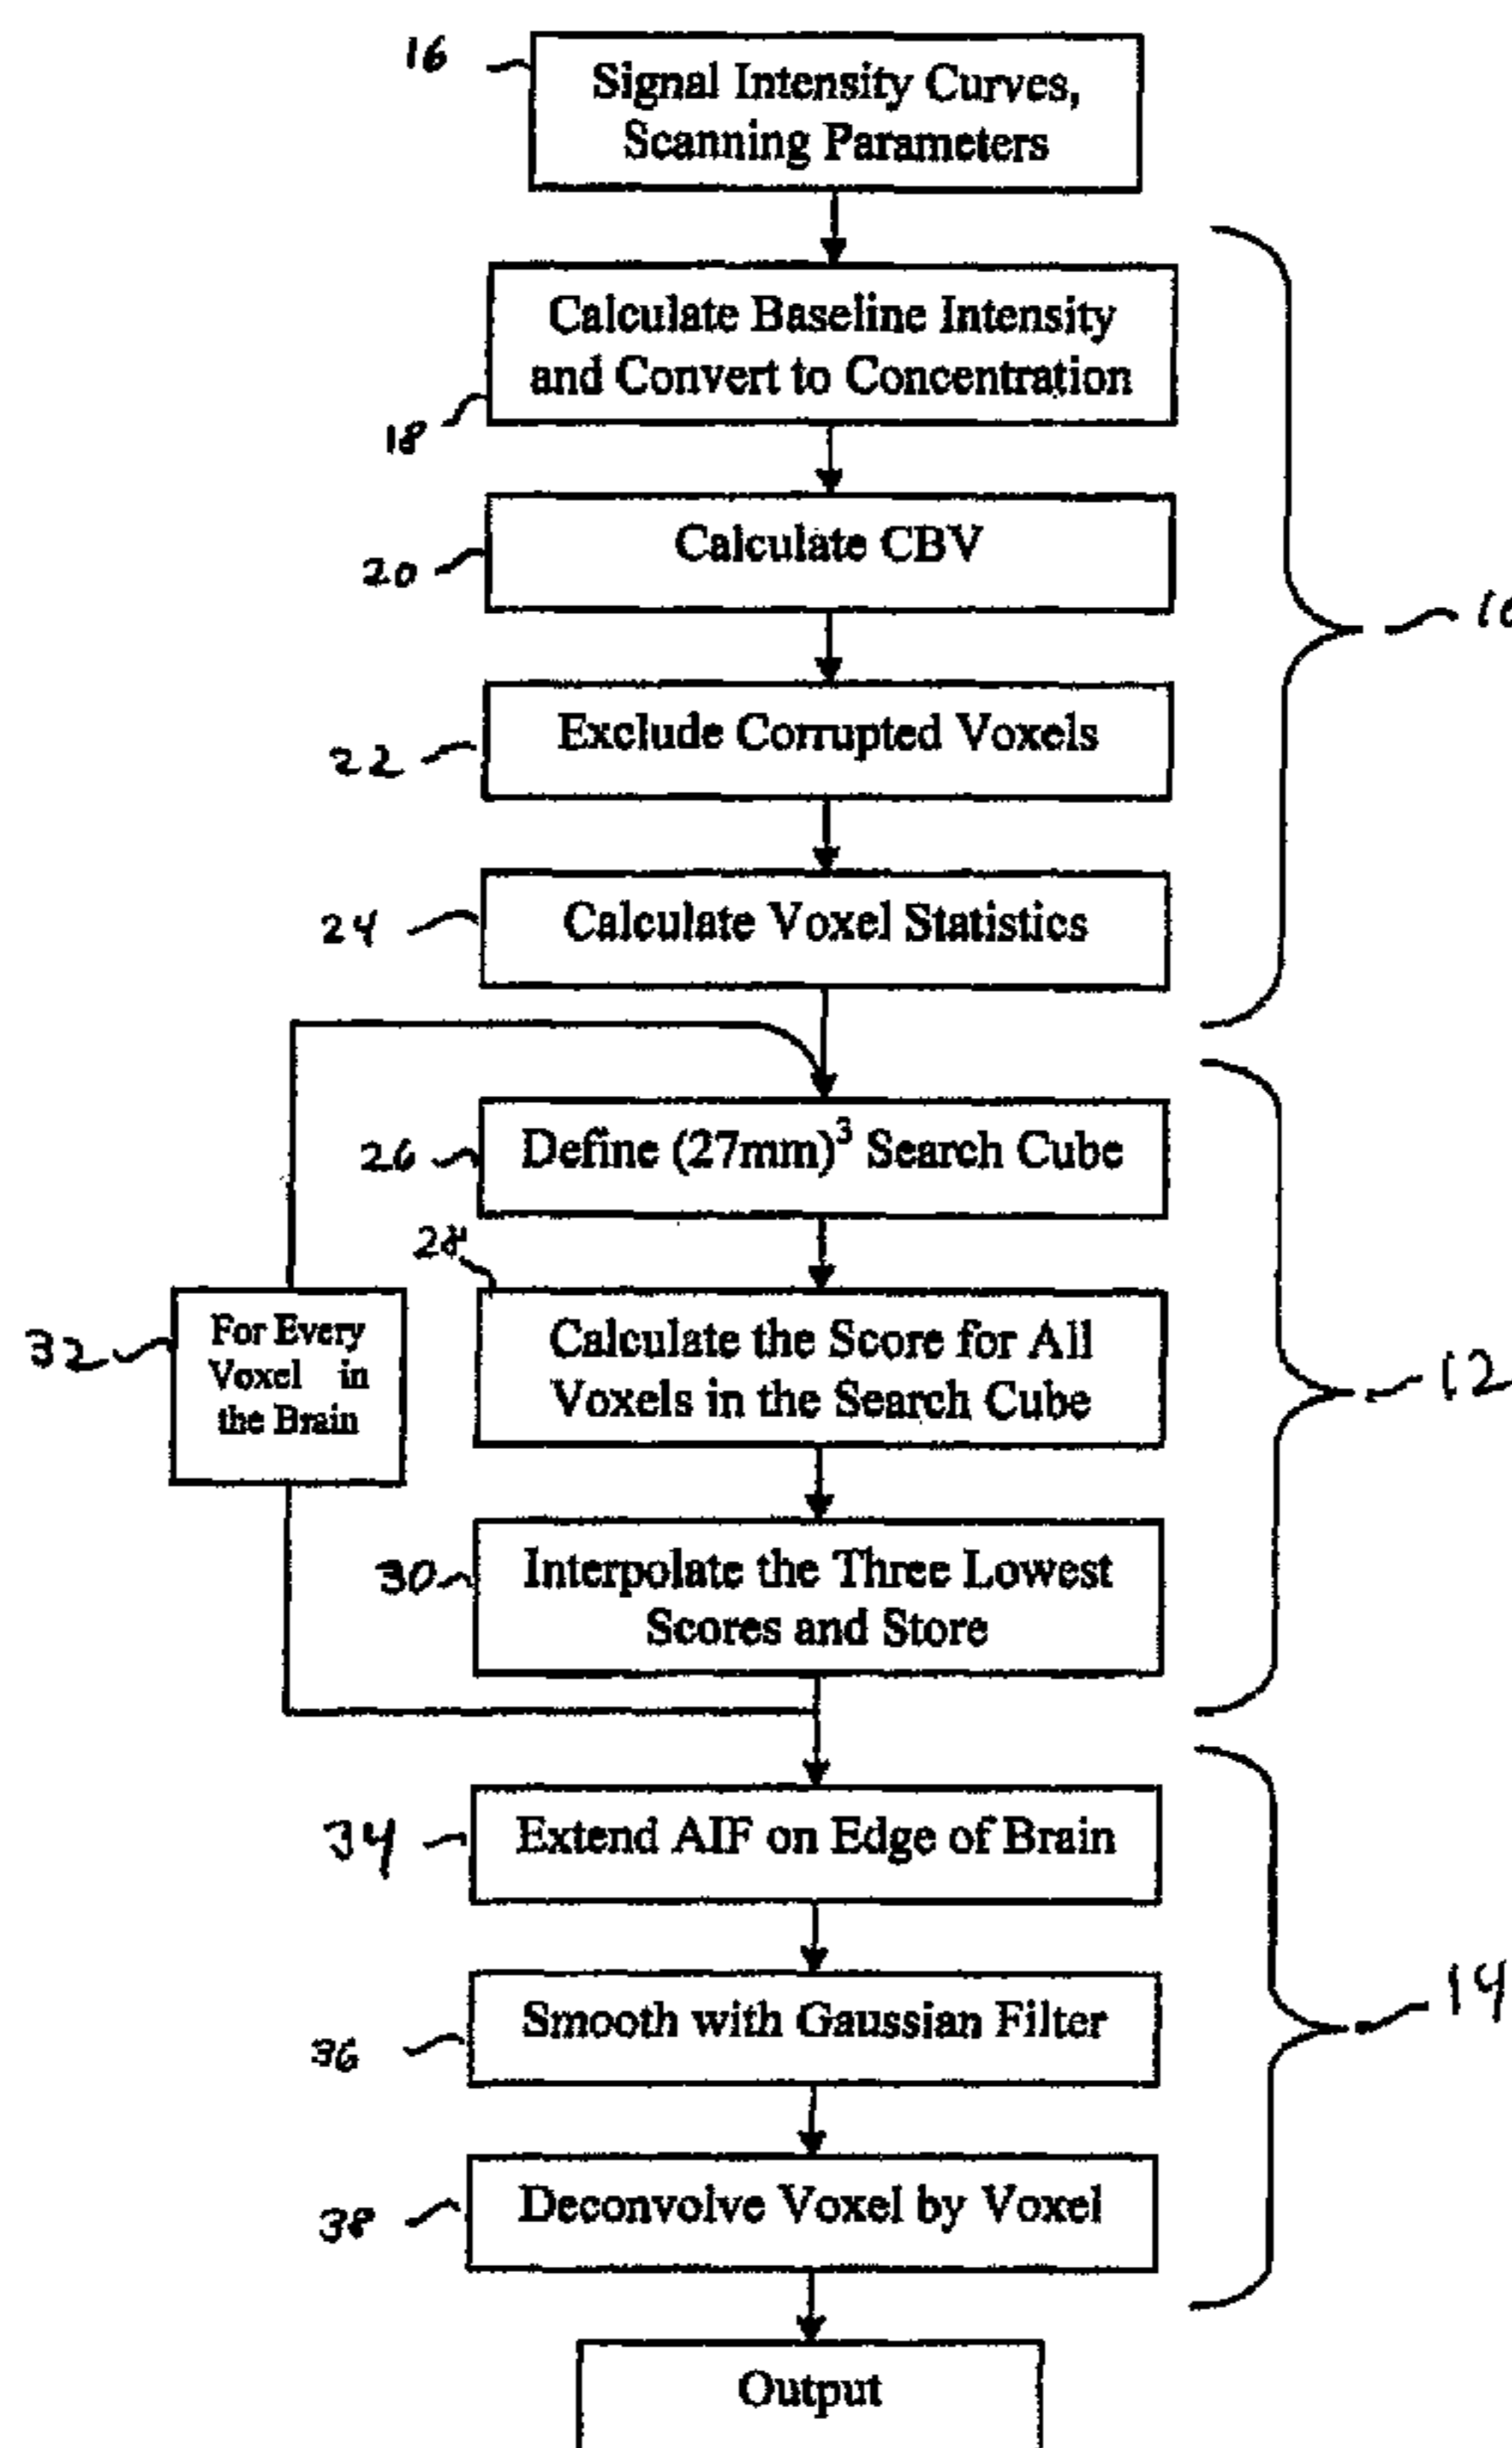 16
Signal Intensity Curves,
Scanning Parameters
Calculate Baseline Intensity
and Convert to Concentration
18
Calculate CBV
20
10
Exclude Corrupted Voxels
22
Calculate Voxel Statistics
24
Define (27mm)³ Search Cube
26
28
Calculate the Score for All
Voxels in the Search Cube
For Every
Voxel in
the Brain
32
12
Interpolate the Three Lowest
Scores and Store
30
Extend AIF on Edge of Brain
34
Smooth with Gaussian Filter
36
14
Deconvolve Voxel by Voxel
38
Output